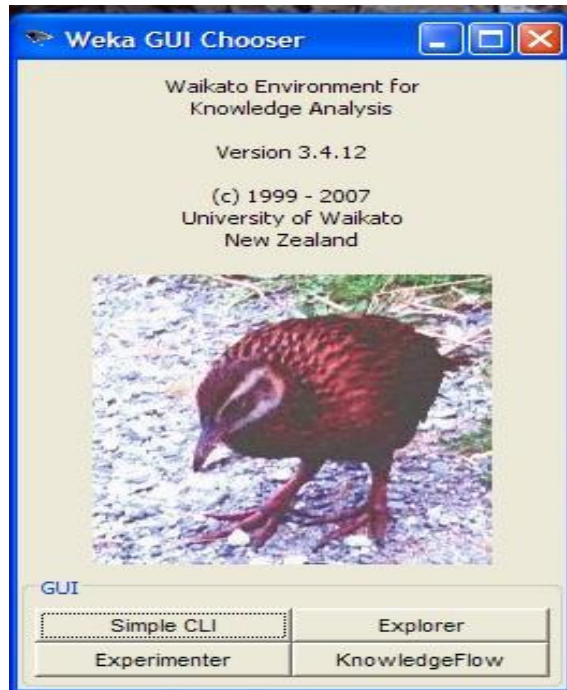 Weka GUI Chooser
Waikato Environment for
Knowledge Analysis
Version 3.4.12
(c) 1999 - 2007
University of Waikato
New Zealand
GUI
Simple CLI
Explorer
Experimenter
KnowledgeFlow